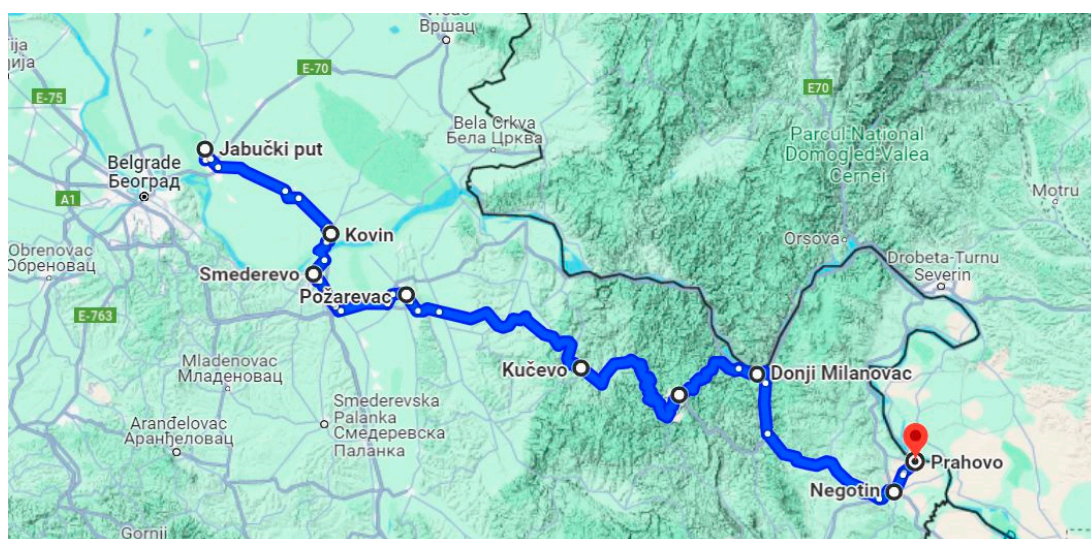 Вршац
E-70
E70
E-75
Jabučki put
Bela Crkva
Бела Црква
Parcul Național
Domogled-Valea
Cernei
Belgrade
Београд
A1
Motru
Kovin
Orșova
Obrenovac
Обреновац
Smederevo
Drobeta-Turnu
Severin
Požarevac
E-763
Mladenovac
Младеновац
Kučevo
Donji Milanovac
Smederevska
Palanka
Смедеревска
Паланка
Aranđelovac
Аранђеловац
Prahovo
Negotin
Gornji